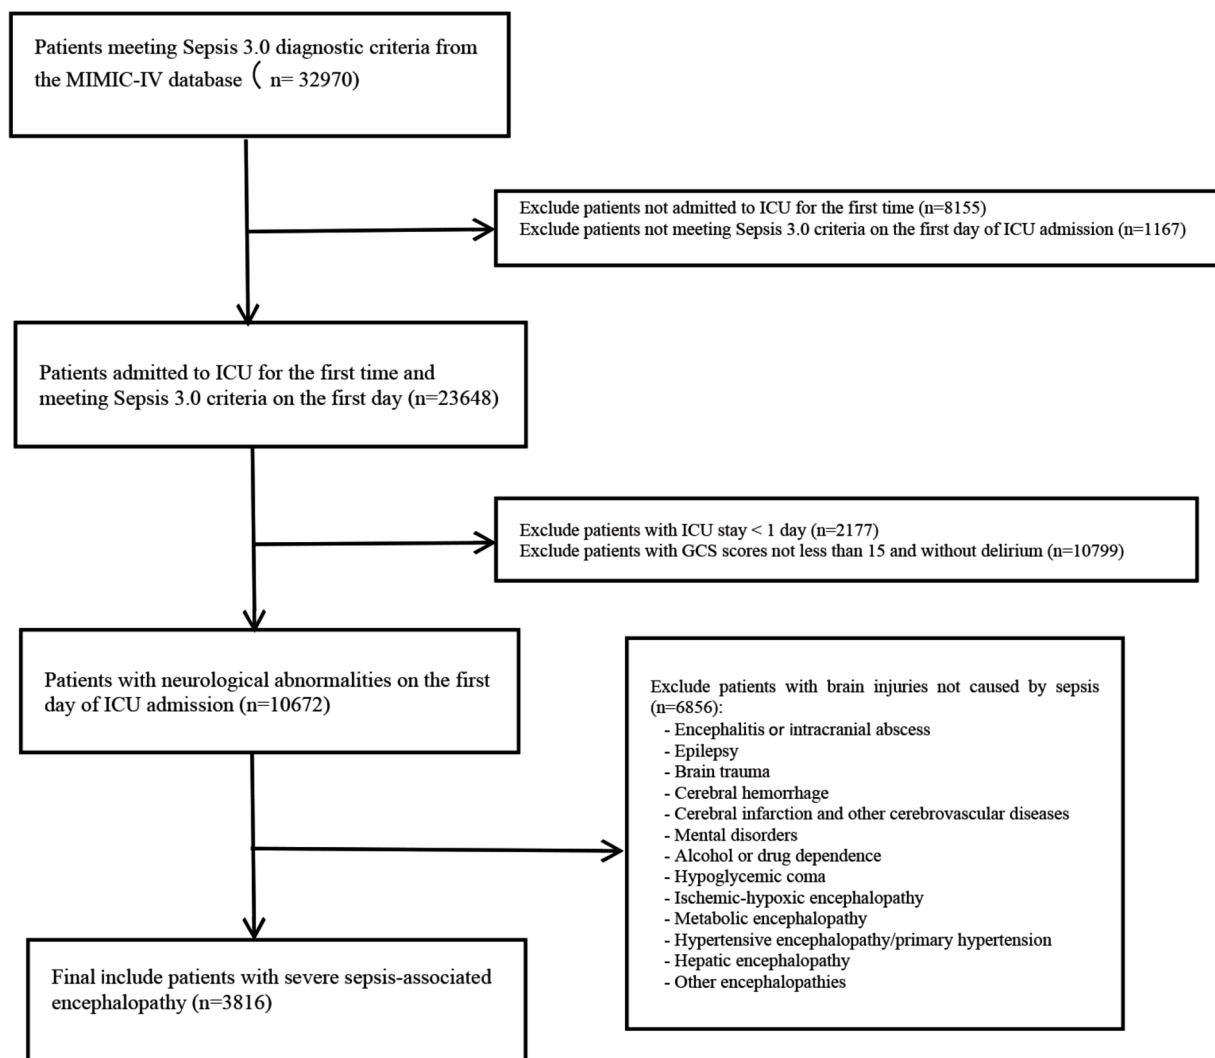 Patients meeting Sepsis 3.0 diagnostic criteria from
the MIMIC-IV database ( n= 32970)
Exclude patients not admitted to ICU for the first time (n=8155)
Exclude patients not meeting Sepsis 3.0 criteria on the first day of ICU admission (n=1167)
Patients admitted to ICU for the first time and
meeting Sepsis 3.0 criteria on the first day (n=23648)
Exclude patients with ICU stay < 1 day (n=2177)
Exclude patients with GCS scores not less than 15 and without delirium (n=10799)
Patients with neurological abnormalities on the first
day of ICU admission (n=10672)
Exclude patients with brain injuries not caused by sepsis
(n=6856):
- Encephalitis or intracranial abscess
- Epilepsy
- Brain trauma
- Cerebral hemorrhage
- Cerebral infarction and other cerebrovascular diseases
- Mental disorders
- Alcohol or drug dependence
- Hypoglycemic coma
- Ischemic-hypoxic encephalopathy
- Metabolic encephalopathy
- Hypertensive encephalopathy/primary hypertension
- Hepatic encephalopathy
- Other encephalopathies
Final include patients with severe sepsis-associated
encephalopathy (n=3816)